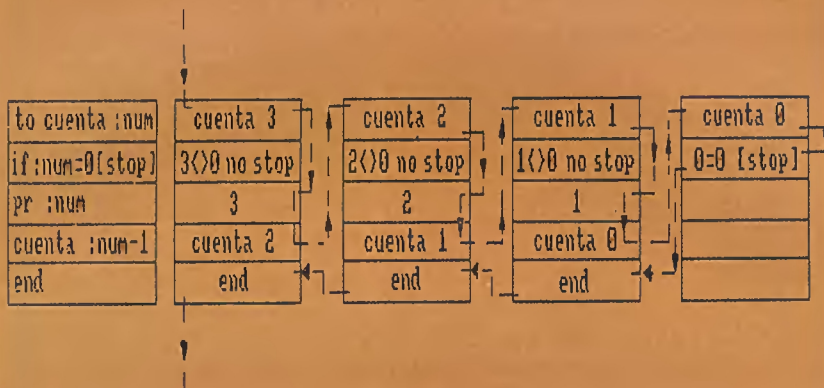 to cuenta :num
if:num=0[stop]
pr :num
cuenta :num-1
end
cuenta 3
3<>0 no stop
3
cuenta 2
end
cuenta 2
2<>0 no stop
2
cuenta 1
end
cuenta 1
1<>0 no stop
1
cuenta 0
end
cuenta 0
0=0 [stop]